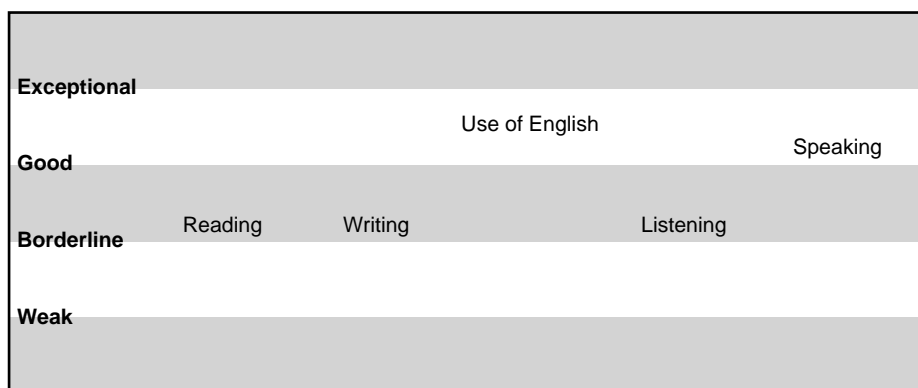 Exceptional
Use of English
Speaking
Good
Reading Writing Listening
Borderline
Weak